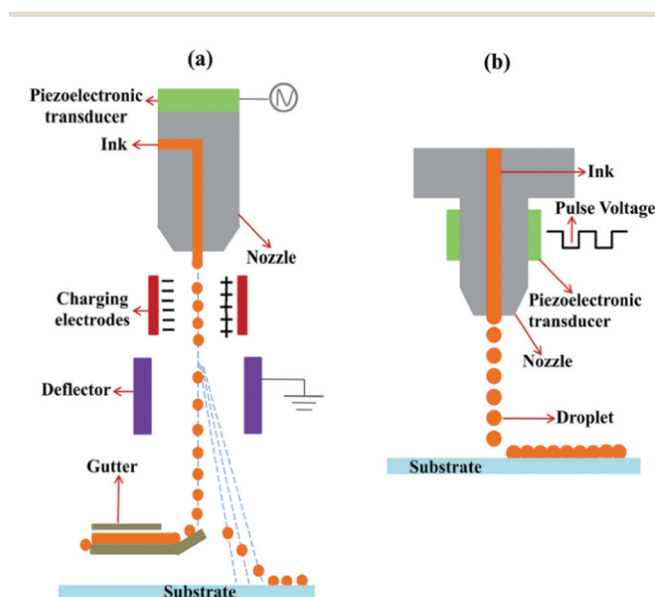 (a)
Piezoelectronic
transducer
Ink
Nozzle
Charging
electrodes
Deflector
Gutter
Substrate
(b)
Ink
Pulse Voltage
Piezoelectronic
transducer
Nozzle
Droplet
Substrate